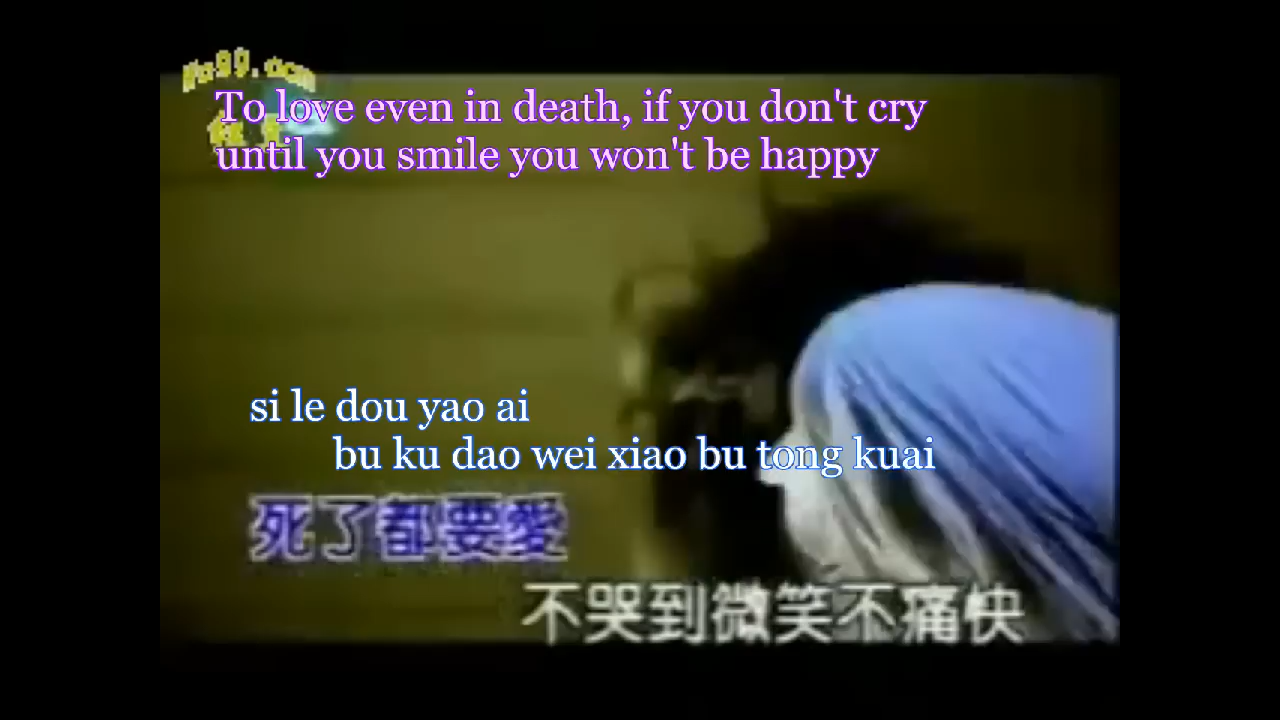 To love even in death, if you don't cry
until you smile you won't be happy
si le dou yao ai
bu ku dao wei xiao bu tong kuai
死了都要愛
不哭到微笑不痛快